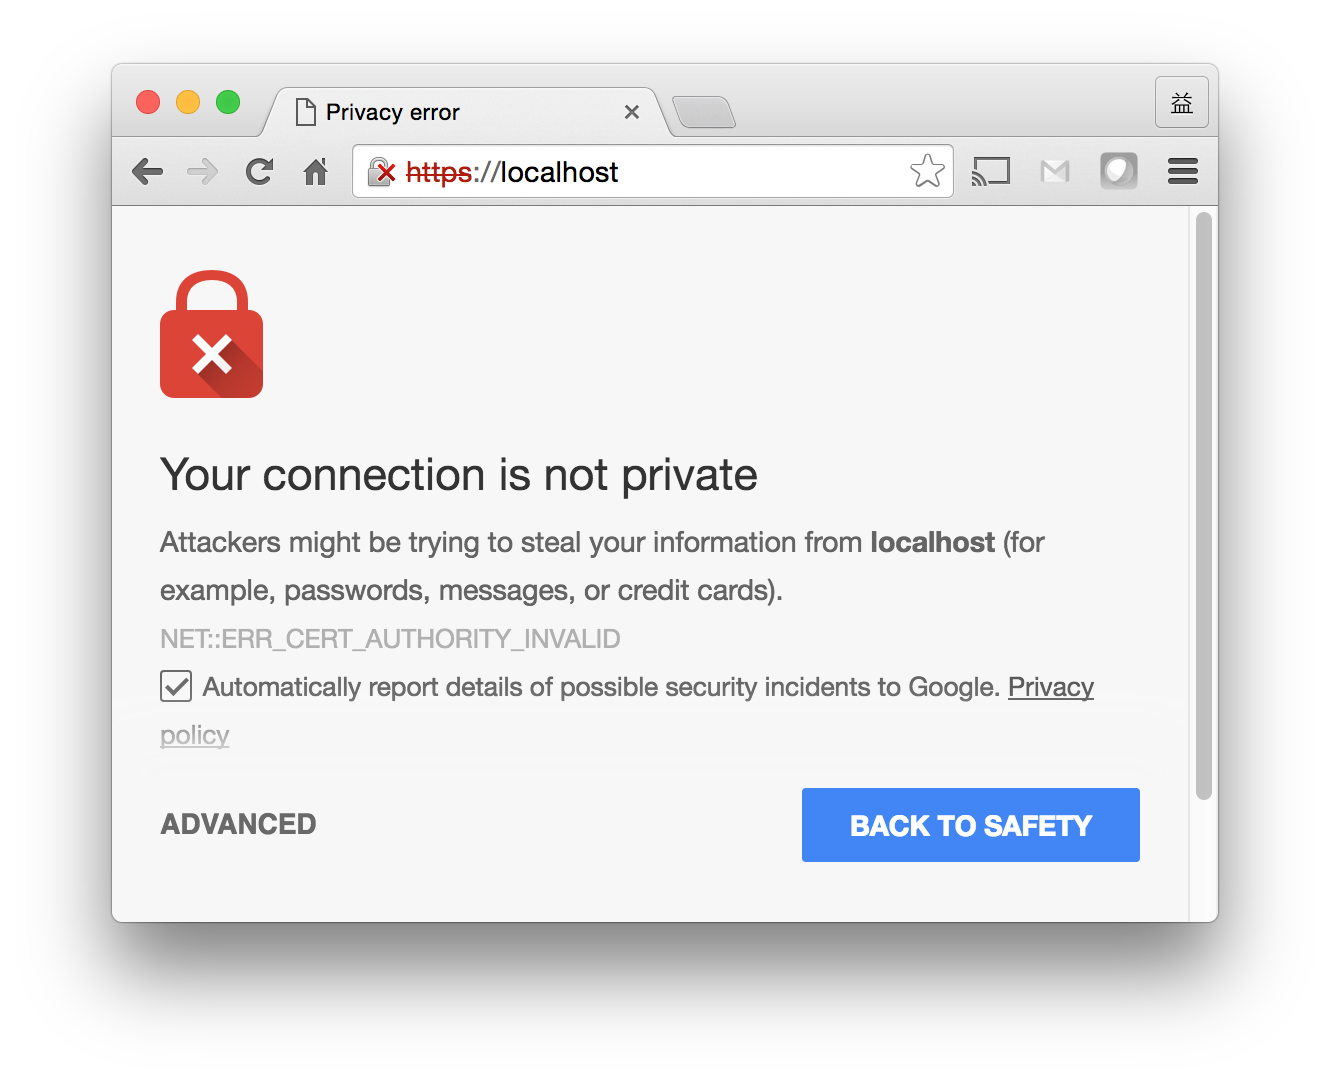 Privacy error
益
https://localhost
Your connection is not private
Attackers might be trying to steal your information from localhost (for
example, passwords, messages, or credit cards).
NET::ERR_CERT_AUTHORITY_INVALID
Automatically report details of possible security incidents to Google. Privacy
policy
ADVANCED
BACK TO SAFETY